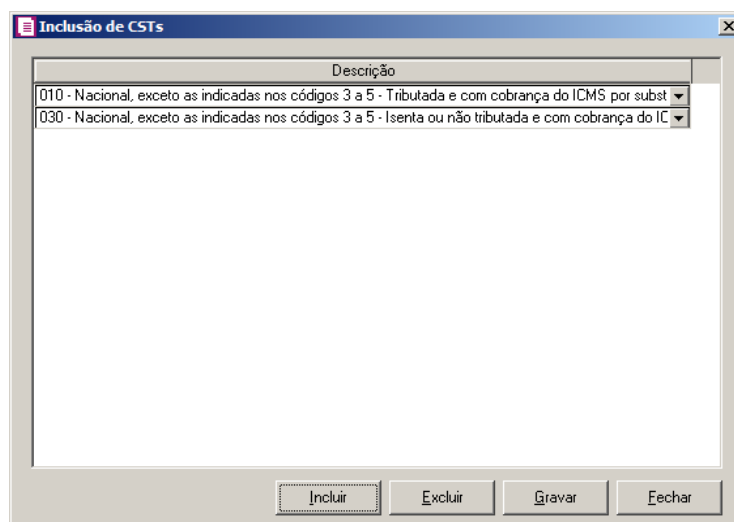 Inclusão de CSTs
Descrição
010 - Nacional, exceto as indicadas nos códigos 3 a 5 - Tributada e com cobrança do ICMS por subst
030 - Nacional, exceto as indicadas nos códigos 3 a 5 - Isenta ou não tributada e com cobrança do IC
Incluir Excluir Gravar Fechar